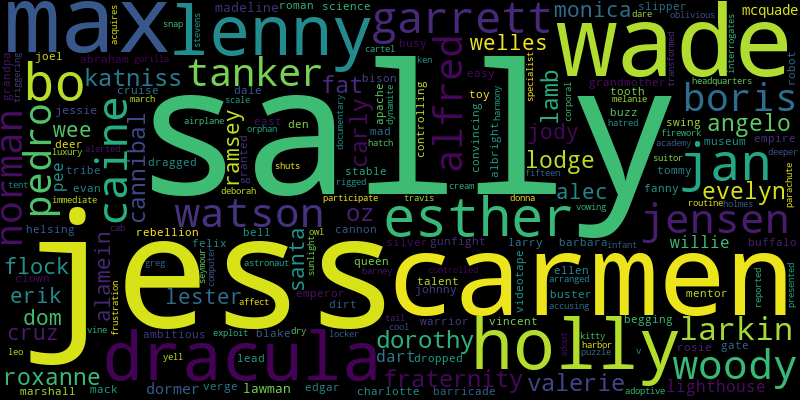 max
lenny
garrett
wade
sally
jess
carmen
holly
dracula
esther
jan
jensen
boris
watson
woody
larkin
tanker
alfred
norman
pedro
caine
bo
madeline
roman science
slipper
mcquade
monica
welles
katniss
fat
lamb
angelo
evelyn
jody
lodge
alec
oz
santa
wee
pee
cannibal
ramsey
carly
alamein
flock
erik
dom
cruz
roxanne
lester
dorothy
dart
fraternity
valerie
lighthouse
willie
buffalo
museum
empire
tooth
buzz
swing
firework
academy
deeper
suitor
tommy
fanny
routine
holmes
hatred
melanie
grandmother
headquarters
interrogates
transformed
oblivious
dare
robot
parachute
corporal
specialist
albright
harmony
convincing
toy
easy
controlling
apache
dynamite
bison
mad
hatch
stable
rigged
documentary
cartel
busy
ken
gorilla
stevens
snap
acquires
joel
abraham
grandpa
triggering
jessie
cruise
march
dale
scale
airplane
orphan
east
den
granted
deborah
shuts
participate
travis
cream
fifteen
donna
vowing
dragged
deer
luxury
alerted
tribe
evan
immediate
tent
helsing
cab
rebellion
bell
cannon
felix
owl
sunlight
queen
silver
gunfight
larry
barbara
infant
astronaut
seymour
computer
greg
clown
frustration
barney
controlled
emperor
talent
johnny
videotape
ellen
arranged
buster
accusing
mentor
reported
presented
affect
dirt
warrior
vincent
begging
tail
cool
ambitious
exploit
blake
dry
locker
vine
leo
yell
lead
dropped
adopt
kitty
harbor
puzzle
v
rosie
gate
marshall
mack
dormer
verge
lawman
edgar
charlotte
barricade
adoptive